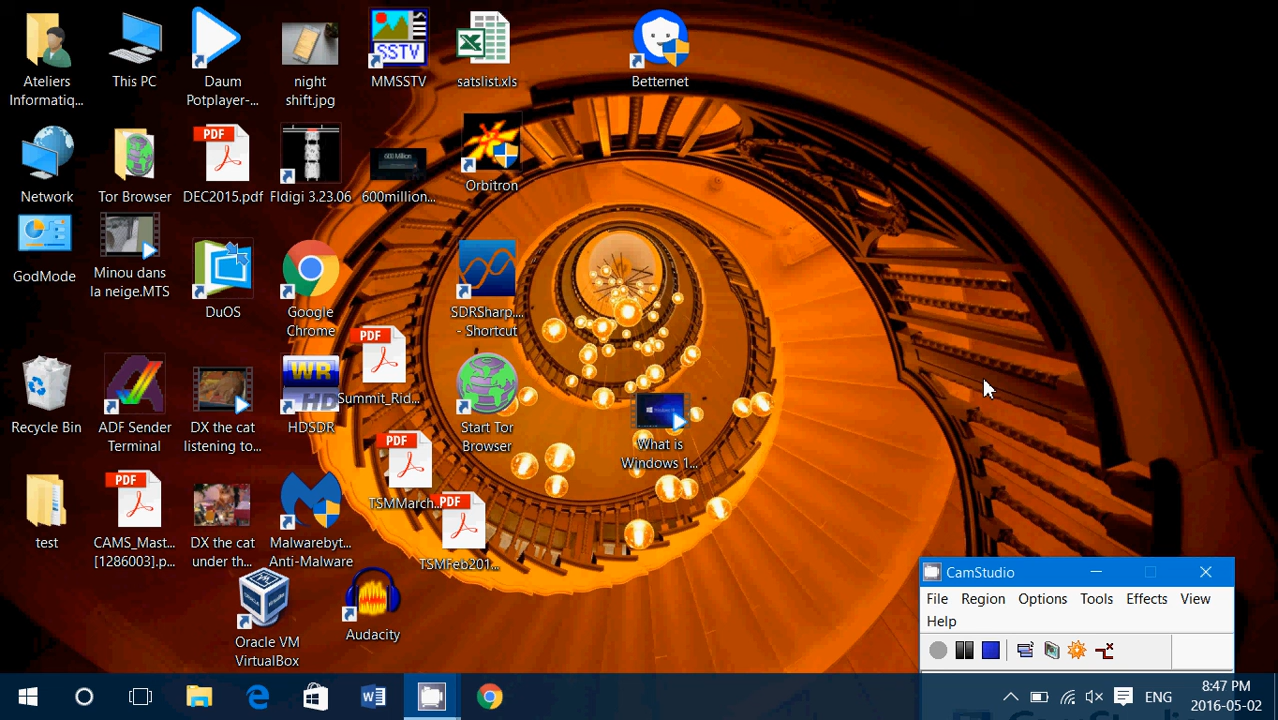 Ateliers
Informatiq...
This PC
Daum
Potplayer-...
night
shift.jpg
SSTV
MMSSTV
satslist.xls
Betternet
Network
Tor Browser
PDF
DEC2015.pdf
Fldigi 3.23.06
600 Million
600million...
Orbitron
GodMode
Minou dans
la neige.MTS
DuOS
Google
Chrome
SDRSharp....
- Shortcut
Recycle Bin
ADF Sender
Terminal
DX the cat
listening to...
WR
HD
HDSDR
PDF
Summit_Rid...
Start Tor
Browser
What is
Windows 1...
test
PDF
CAMS_Mast...
[1286003].p...
DX the cat
under th...
Malwarebyt...
Anti-Malware
PDF
TSMMarch...
PDF
TSMFeb201...
Oracle VM
VirtualBox
Audacity
CamStudio
File Region Options Tools Effects View
Help
ENG
8:47 PM
2016-05-02